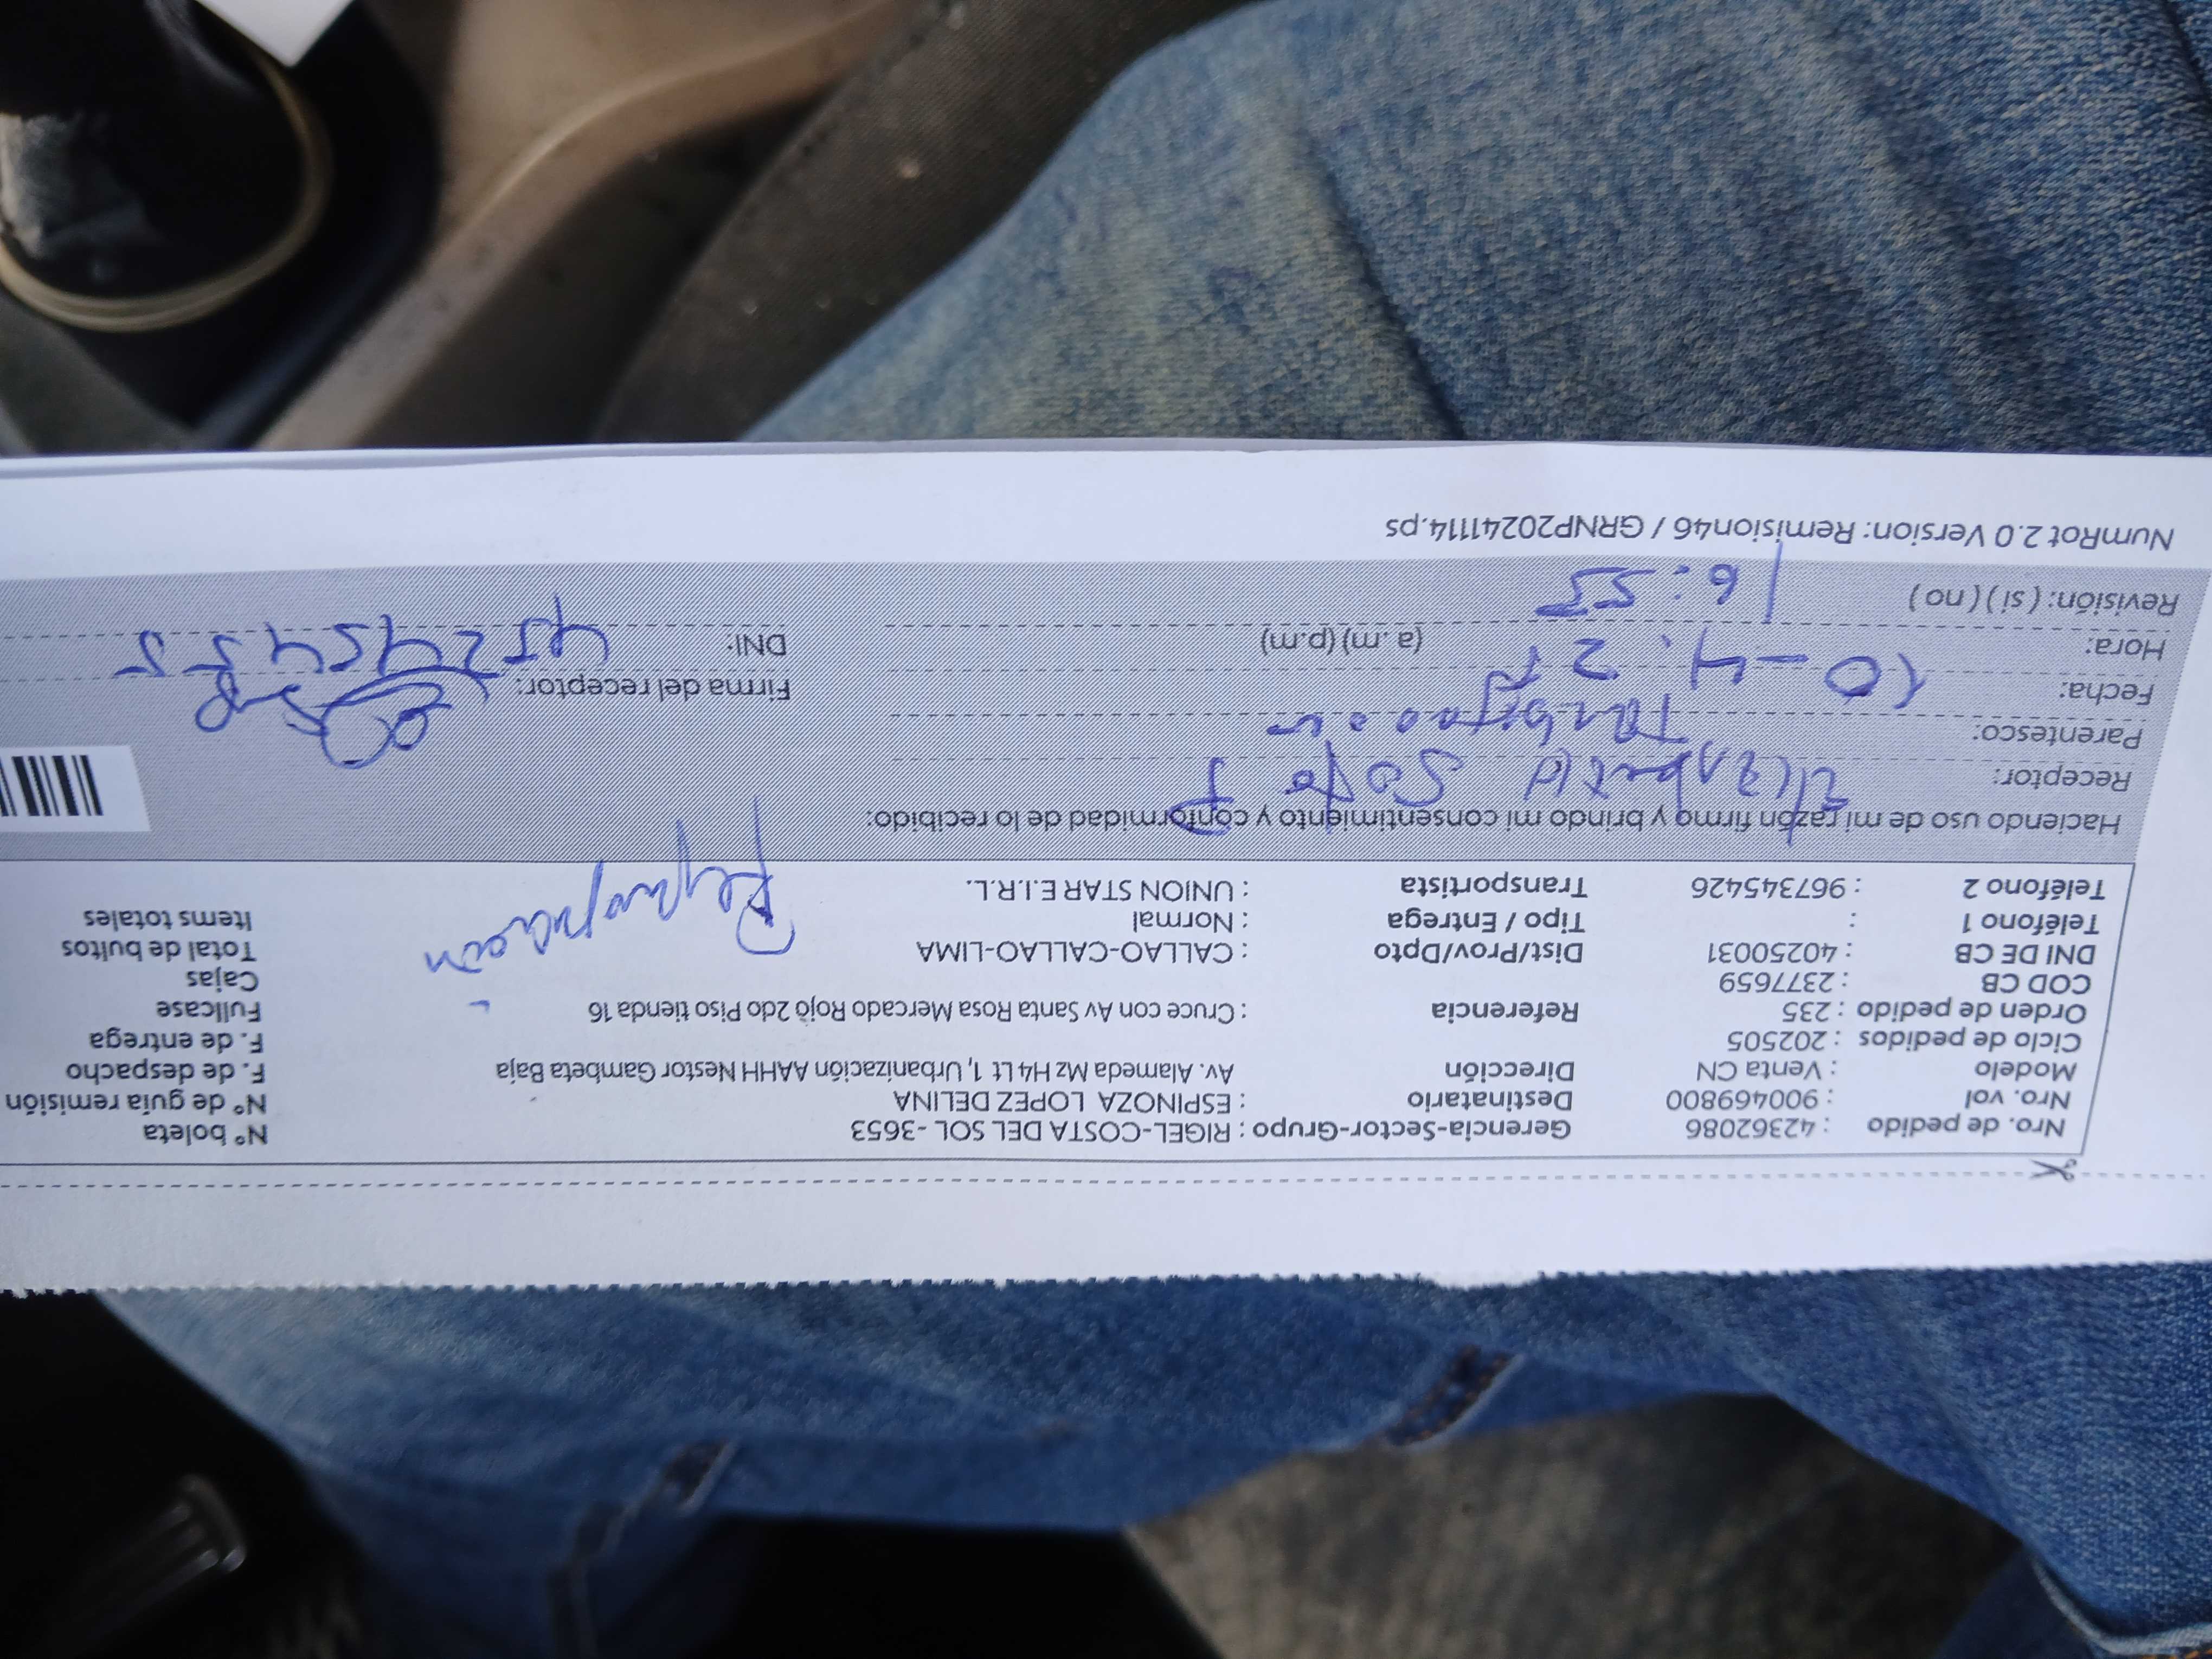 Nro. de pedido : 42362086 Gerencia-Sector-Grupo : RIGEL-COSTA DEL SOL -3653 N° boleta
Nro. vol : 900469800 Destinatario : ESPINOZA LOPEZ DELINA N° de guía remisión
Modelo : Venta CN Dirección Av. Alameda Mz H4 Lt 1, Urbanización AAHH Nestor Gambeta Baja F. de despacho
Ciclo de pedidos : 202505 F. de entrega
Orden de pedido : 235 Referencia : Cruce con Av Santa Rosa Mercado Rojo 2do Piso tienda 16 Fullcase
COD CB : 2377659 Cajas
DNI DE CB : 40250031 Dist/Prov/Dpto : CALLAO-CALLAO-LIMA Total de bultos
Teléfono 1 : Tipo / Entrega : Normal Items totales
Teléfono 2 : 967345426 Transportista : UNION STAR E.I.R.L.
Haciendo uso de mi razón firmo y brindo mi consentimiento y conformidad de lo recibido:
Receptor: Elizabeth Soto P
Parentesco:
Fecha: 10-4. Firma del receptor:
Hora: (a. m) (p.m) DNI:
Revisión: ( si ) ( no ) 16:55
NumRot 2.0 Version: Remision46 / GRNP20241114.ps